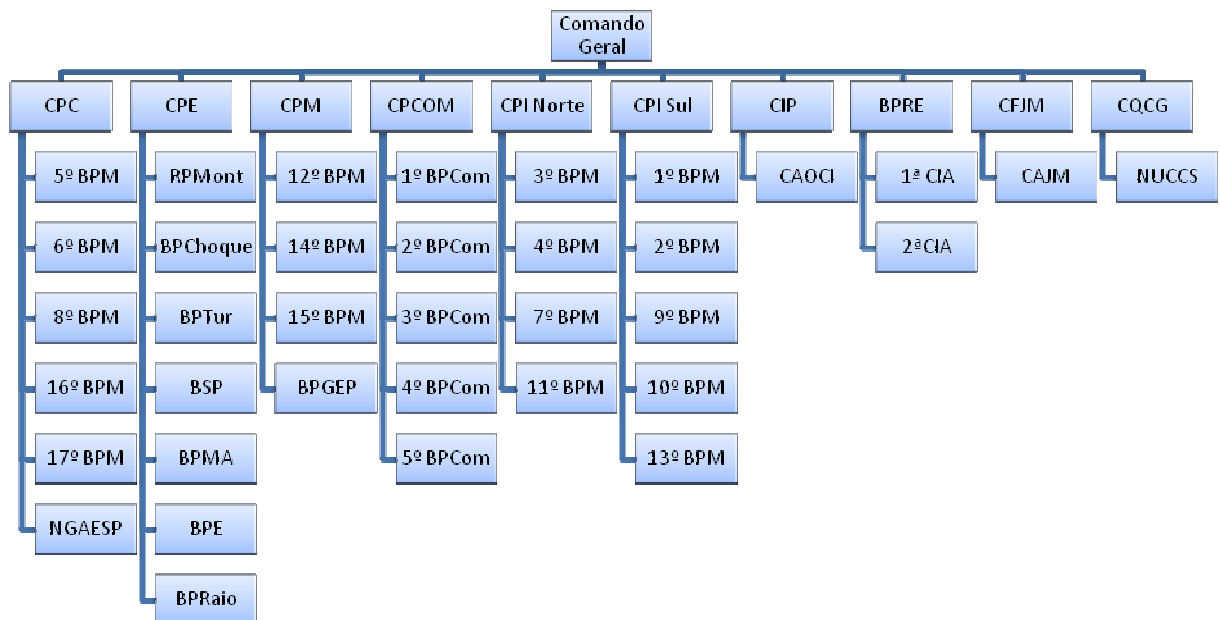 Comando
Geral
CPC
CPE
CPM
CPCOM
CPI Norte
CPI Sul
CIP
BPRE
CFJM
CQCG
5º BPM
RPMont
12º BPM
1º BPCom
3º BPM
1º BPM
CAOCI
1ª CIA
CAJM
NUCCS
6º BPM
BPChoque
14º BPM
2º BPCom
4º BPM
2º BPM
2ªCIA
8º BPM
BPTur
15º BPM
3º BPCom
7º BPM
9º BPM
16º BPM
BSP
BPGEP
4º BPCom
11º BPM
10º BPM
17º BPM
BPMA
5º BPCom
13º BPM
NGAESP
BPE
BPRaio